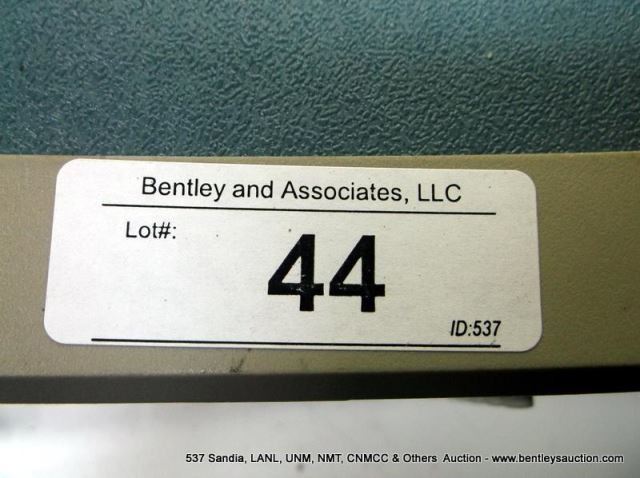 Bentley and Associates, LLC
Lot#:
44
ID:537
537 Sandia, LANL, UNM, NMT, CNMCC & Others Auction - www.bentleysauction.com